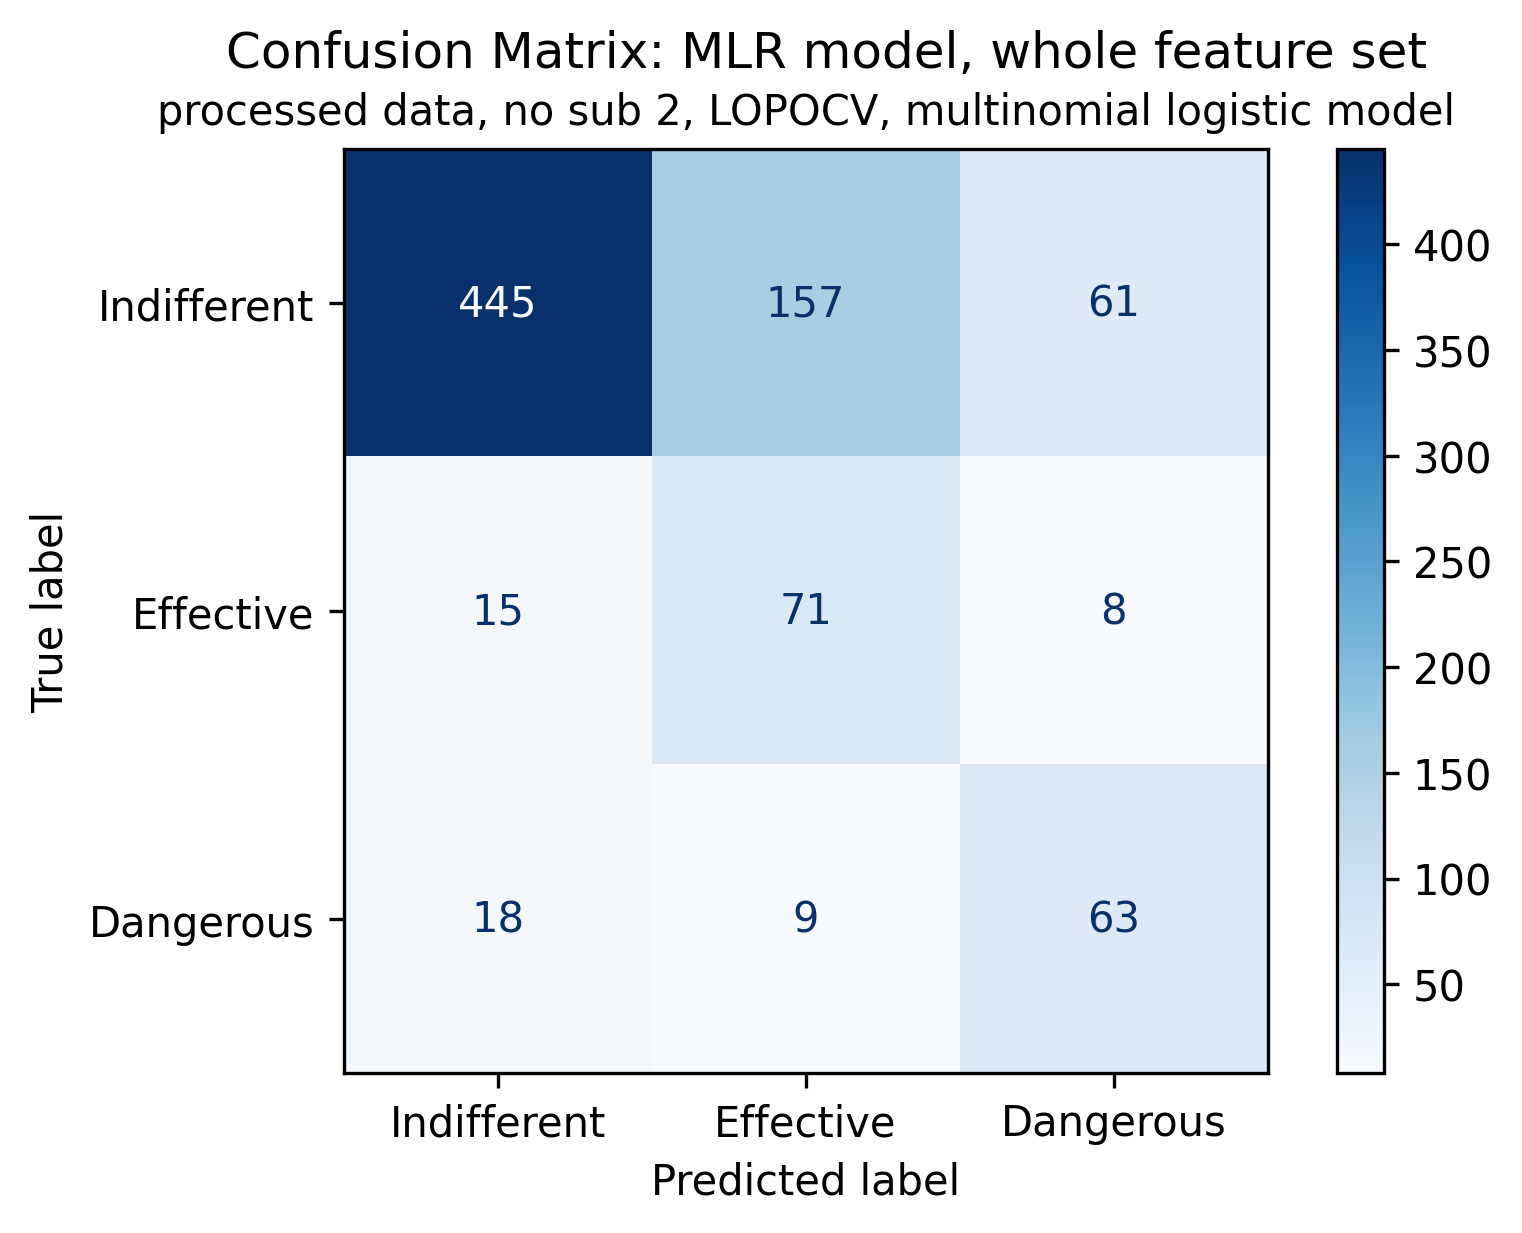 Confusion Matrix: MLR model, whole feature set
processed data, no sub 2, LOPOCV, multinomial logistic model
True label
Indifferent
Effective
Dangerous
445 157 61
15 71 8
18 9 63
Indifferent Effective Dangerous
Predicted label
400
350
300
250
200
150
100
50